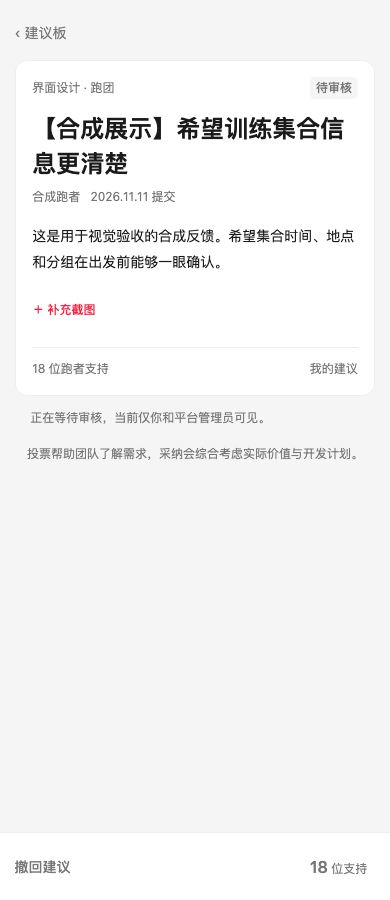 ‹ 建议板
界面设计 · 跑团 待审核
【合成展示】希望训练集合信
息更清楚
合成跑者 2026.11.11 提交
这是用于视觉验收的合成反馈。希望集合时间、地点
和分组在出发前能够一眼确认。
＋ 补充截图
18 位跑者支持 我的建议
正在等待审核，当前仅你和平台管理员可见。
投票帮助团队了解需求，采纳会综合考虑实际价值与开发计划。
撤回建议 18 位支持